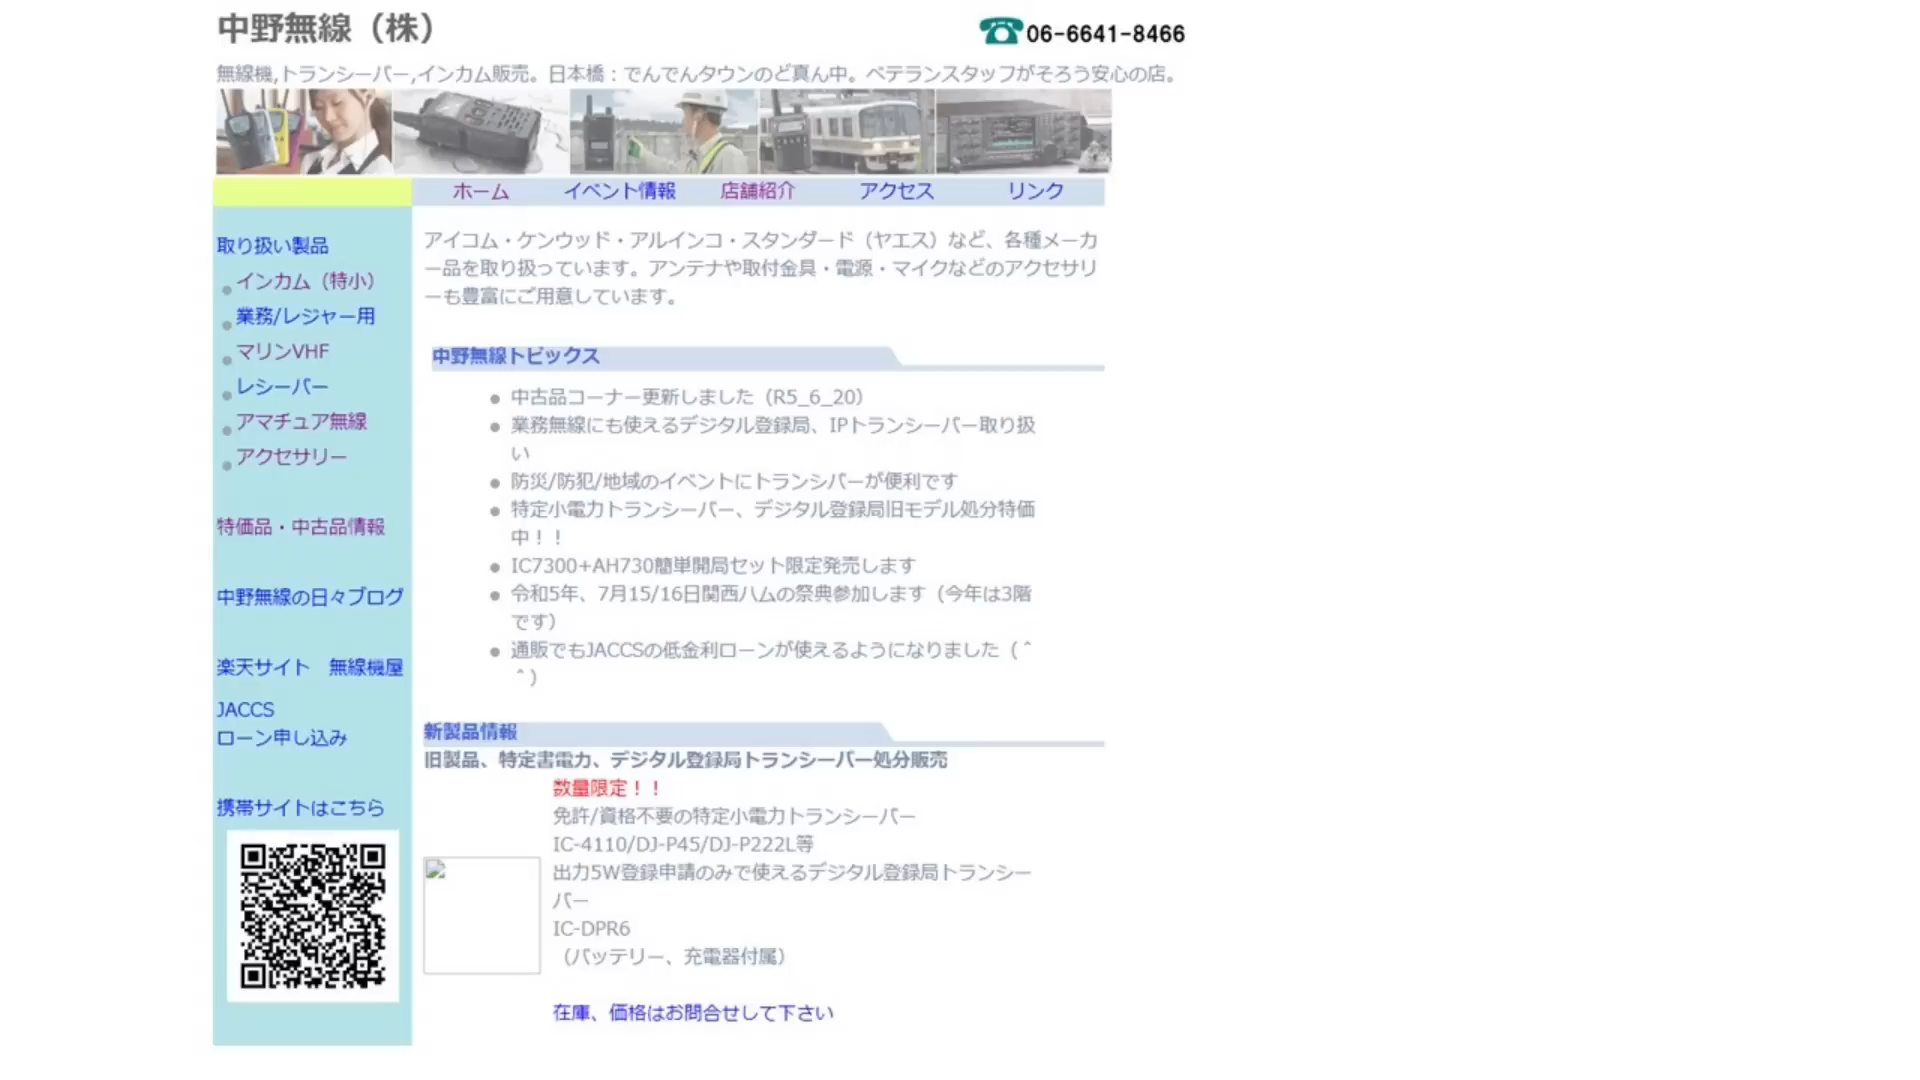 中野無線（株）
06-6641-8466
無線機,トランシーバー,インカム販売。日本橋：でんでんタウンのど真ん中。ベテランスタッフがそろう安心の店。
ホーム イベント情報 店舗紹介 アクセス リンク
取り扱い製品
インカム（特小）
業務/レジャー用
マリンVHF
レシーバー
アマチュア無線
アクセサリー
特価品・中古品情報
中野無線の日々ブログ
楽天サイト　無線機屋
JACCS
ローン申し込み
携帯サイトはこちら
アイコム・ケンウッド・アルインコ・スタンダード（ヤエス）など、各種メーカ
ー品を取り扱っています。アンテナや取付金具・電源・マイクなどのアクセサリ
ーも豊富にご用意しています。
中野無線トピックス
中古品コーナー更新しました（R5_6_20）
業務無線にも使えるデジタル登録局、IPトランシーバー取り扱
い
防災/防犯/地域のイベントにトランシバーが便利です
特定小電力トランシーバー、デジタル登録局旧モデル処分特価
中！！
IC7300+AH730簡単開局セット限定発売します
令和5年、7月15/16日関西ハムの祭典参加します（今年は3階
です）
通販でもJACCSの低金利ローンが使えるようになりました（＾
＾）
新製品情報
旧製品、特定書電力、デジタル登録局トランシーバー処分販売
数量限定！！
免許/資格不要の特定小電力トランシーバー
IC-4110/DJ-P45/DJ-P222L等
出力5W登録申請のみで使えるデジタル登録局トランシー
バー
IC-DPR6
（バッテリー、充電器付属）
在庫、価格はお問合せして下さい